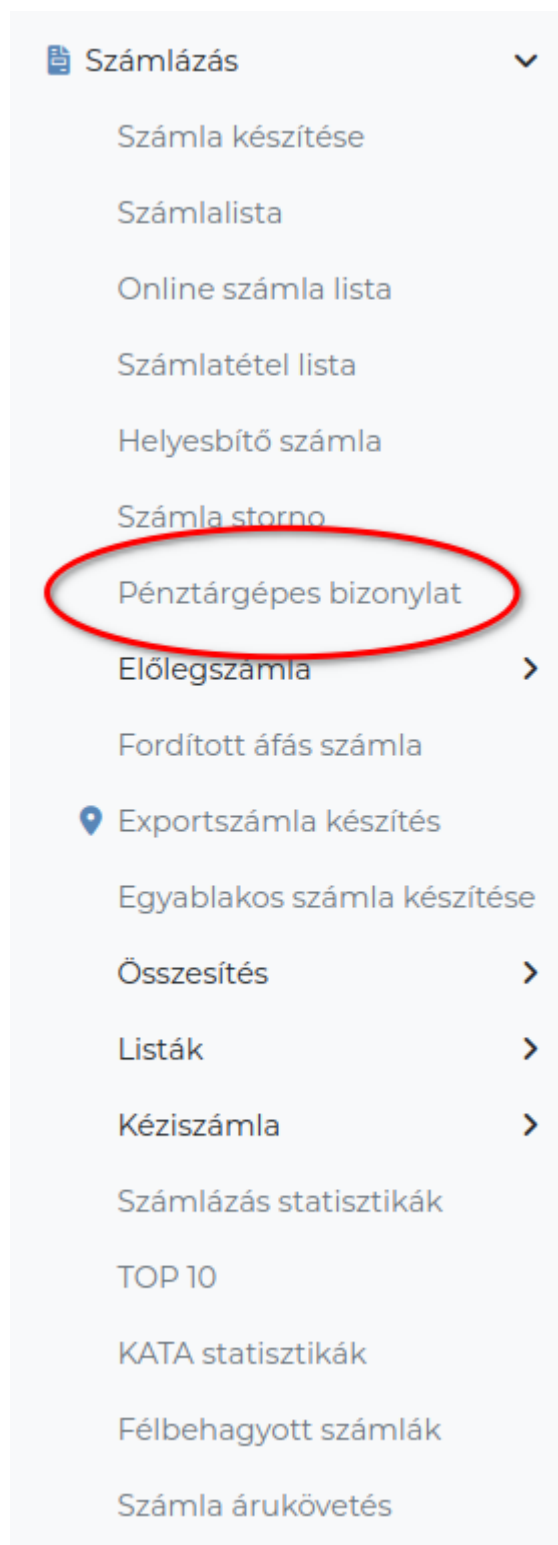 Számlázás
Számla készítése
Számlalista
Online számla lista
Számlatétel lista
Helyesbítő számla
Számla storno
Pénztárgépes bizonylat
Előlegszámla
Fordított áfás számla
Exportszámla készítés
Egyablakos számla készítése
Összesítés
Listák
Kéziszámla
Számlázás statisztikák
TOP 10
KATA statisztikák
Félbehagyott számlák
Számla árukövetés